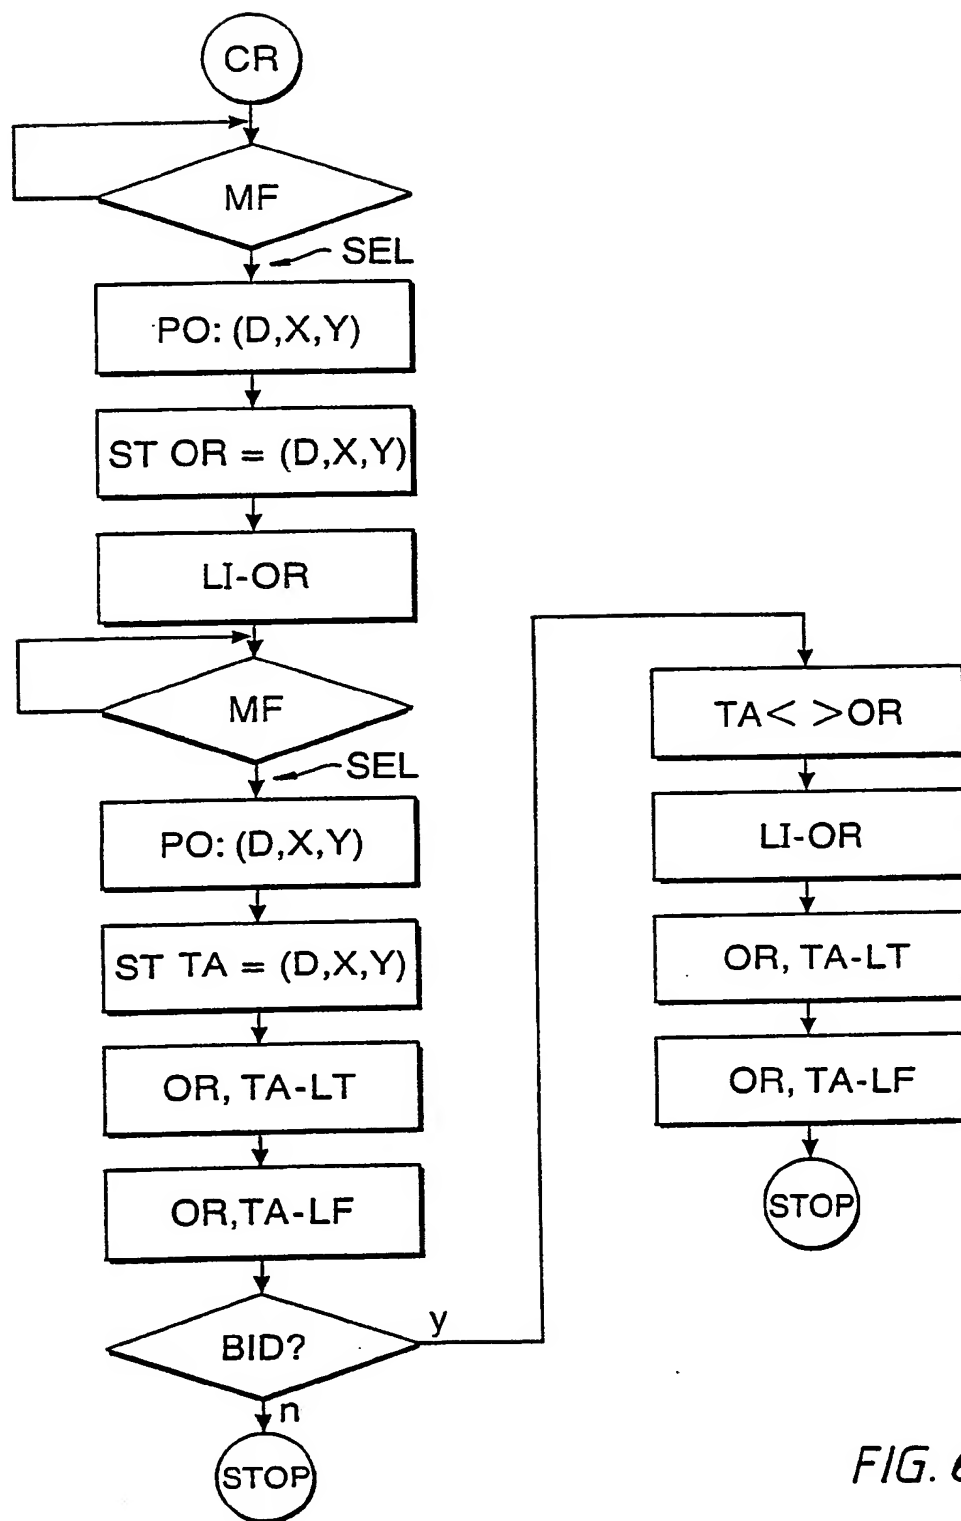 CR
MF
SEL
PO: (D,X,Y)
ST OR = (D,X,Y)
LI-OR
MF
SEL
PO: (D,X,Y)
ST TA = (D,X,Y)
OR, TA-LT
OR,TA-LF
BID?
y
n
STOP
TA< >OR
LI-OR
OR, TA-LT
OR, TA-LF
STOP
FIG.